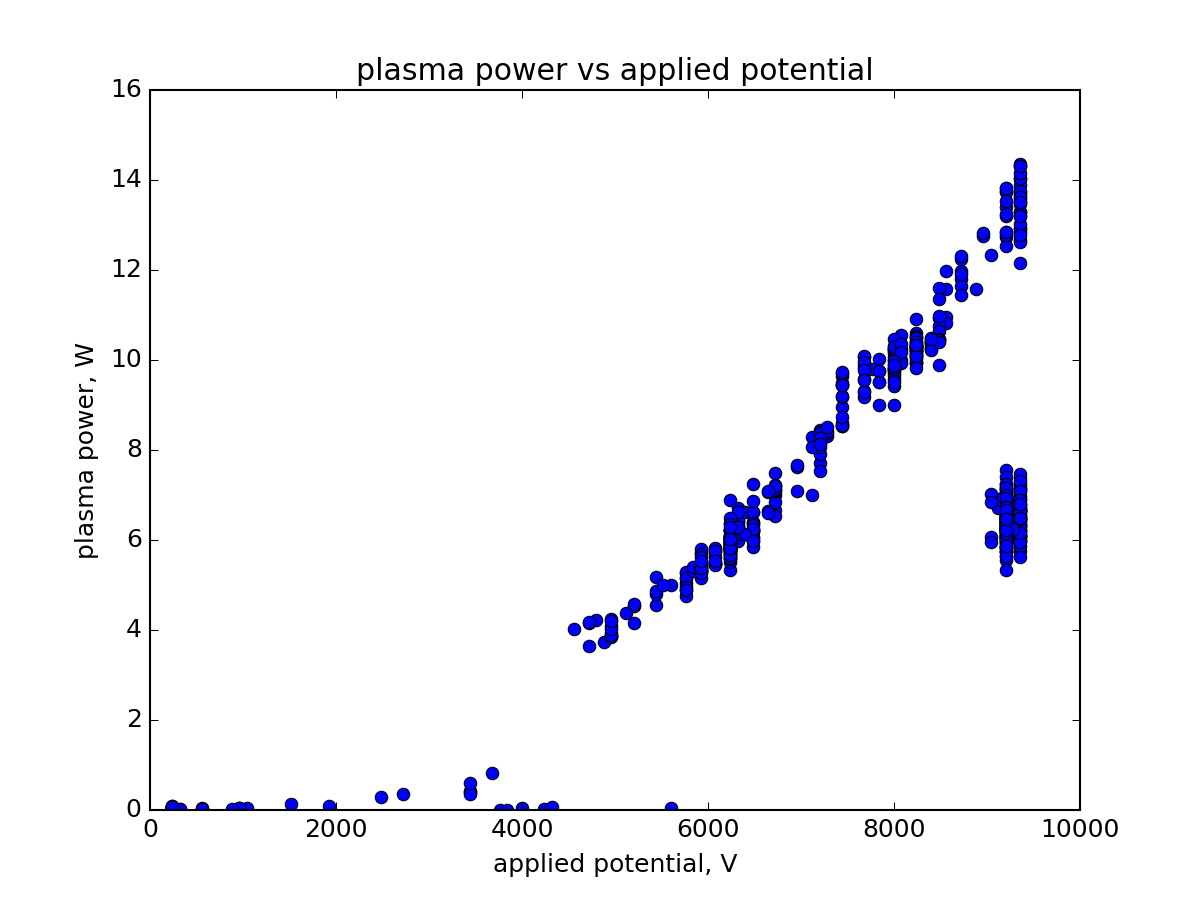 plasma power vs applied potential
16
14
12
10
8
6
4
2
0
plasma power, W
0 2000 4000 6000 8000 10000
applied potential, V